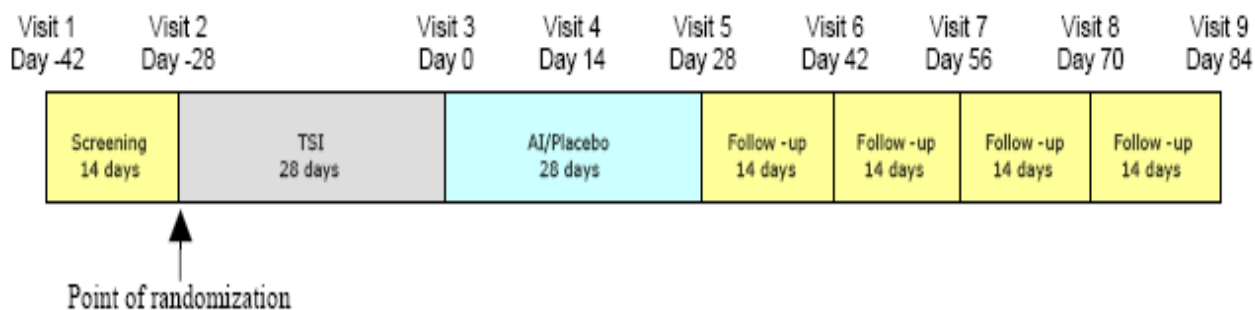 Visit 1 Visit 2 Visit 3 Visit 4 Visit 5 Visit 6 Visit 7 Visit 8 Visit 9
Day -42 Day -28 Day 0 Day 14 Day 28 Day 42 Day 56 Day 70 Day 84
Screening TSI AI/Placebo Follow -up Follow -up Follow -up Follow -up
14 days 28 days 28 days 14 days 14 days 14 days 14 days
Point of randomization